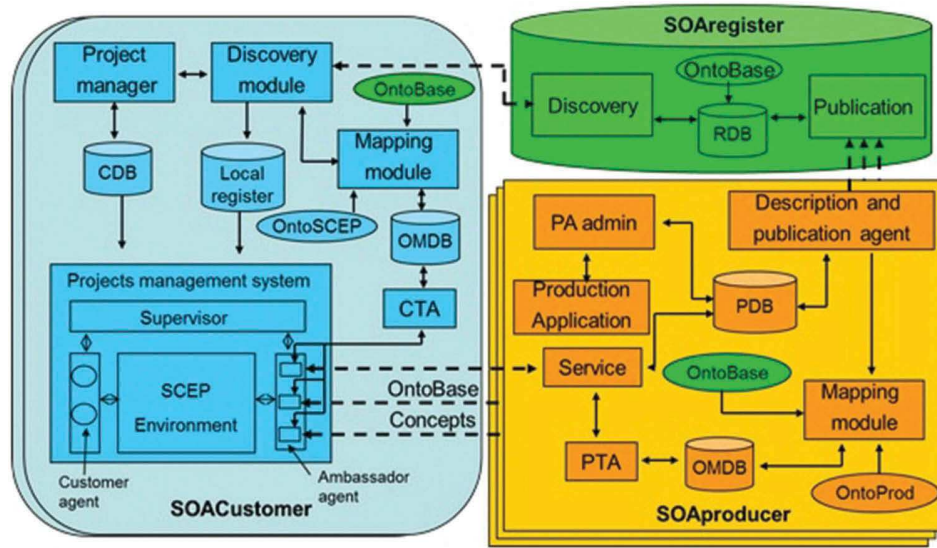 Project
manager
Discovery
module
OntoBase
CDB
Local
register
Mapping
module
OntoSCEP
OMDB
CTA
Projects management system
Supervisor
SCEP
Environment
Customer
agent
Ambassador
agent
SOACustomer
OntoBase
Concepts
SOAregister
OntoBase
Discovery
RDB
Publication
PA admin
Description and
publication agent
Production
Application
PDB
Service
OntoBase
Mapping
module
PTA
OMDB
OntoProd
SOAproducer